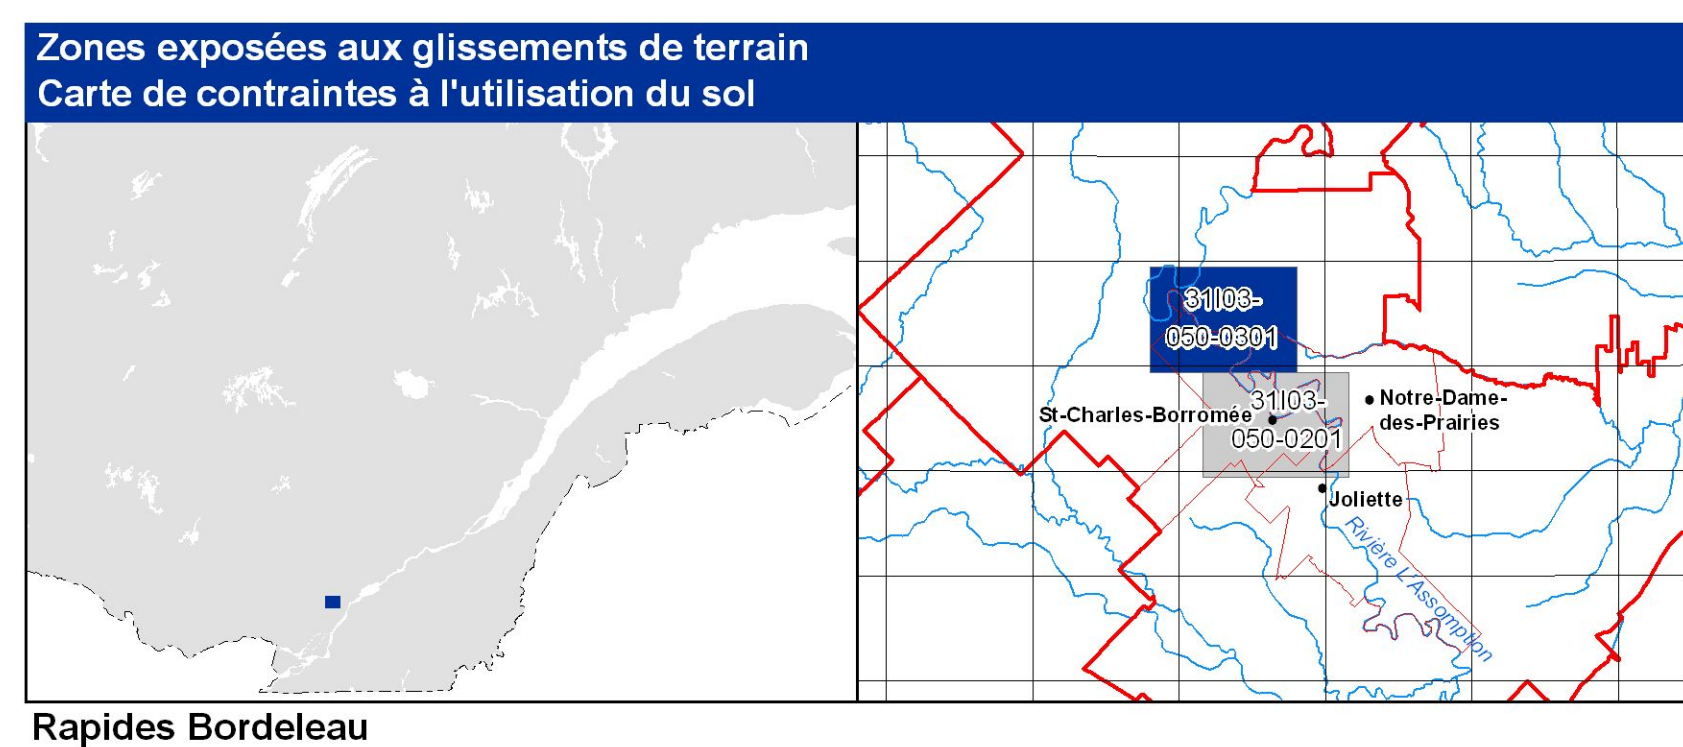 Zones exposées aux glissements de terrain
Carte de contraintes à l'utilisation du sol
31I03-
050-0301
St-Charles-Borromée
31I03-
050-0201
Notre-Dame-
des-Prairies
Joliette
Rivière L'Assomption
Rapides Bordeleau